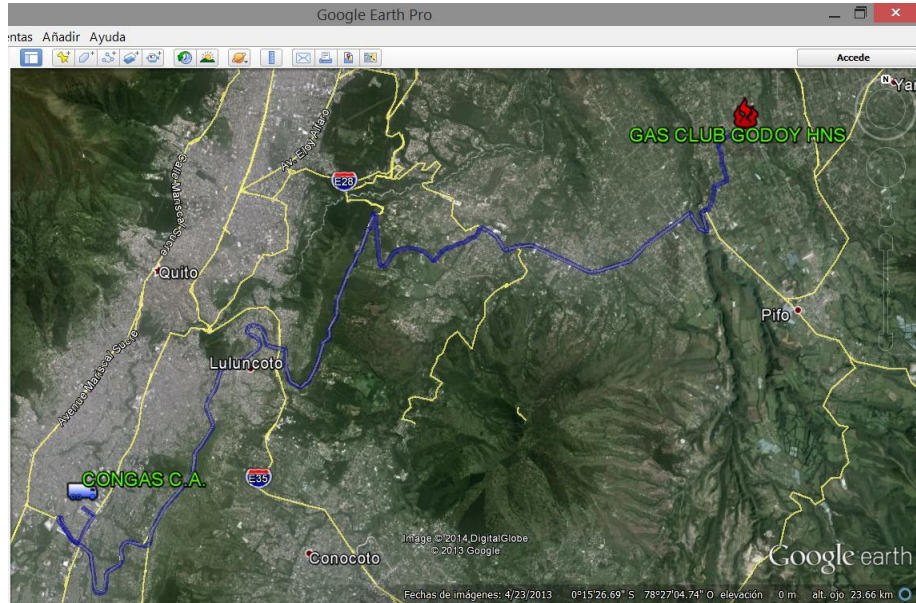 Google Earth Pro
entas Añadir Ayuda
Accede
N
Yar
GAS CLUB GODOY HNS
Av. Eloy Alfaro
Calle Mariscal Sucre
E28
Quito
Pifo
Luluncoto
Avenue Mariscal Sucre
CONGAS C.A.
E35
Conocoto
Image © 2014 DigitalGlobe
© 2013 Google
Google earth
Fechas de imágenes: 4/23/2013 0°15'26.69" S 78°27'04.74" O elevación 0 m alt. ojo 23.66 km